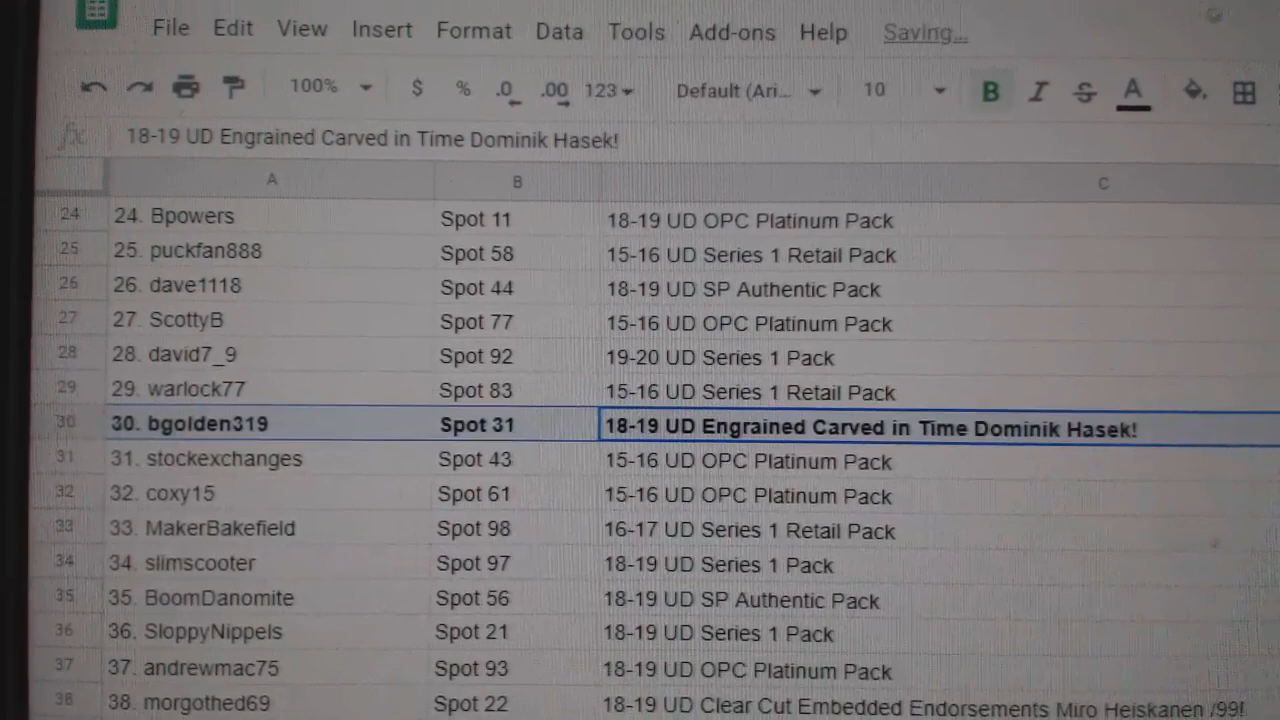 File Edit View Insert Format Data Tools Add-ons Help Saving...
100% $ % .0 .00 123 Default (Ari... 10 B I S A
fx 18-19 UD Engrained Carved in Time Dominik Hasek!
A B C
24 24. Bpowers Spot 11 18-19 UD OPC Platinum Pack
25 25. puckfan888 Spot 58 15-16 UD Series 1 Retail Pack
26 26. dave1118 Spot 44 18-19 UD SP Authentic Pack
27 27. ScottyB Spot 77 15-16 UD OPC Platinum Pack
28 28. david7_9 Spot 92 19-20 UD Series 1 Pack
29 29. warlock77 Spot 83 15-16 UD Series 1 Retail Pack
30 30. bgolden319 Spot 31 18-19 UD Engrained Carved in Time Dominik Hasek!
31 31. stockexchanges Spot 43 15-16 UD OPC Platinum Pack
32 32. coxy15 Spot 61 15-16 UD OPC Platinum Pack
33 33. MakerBakefield Spot 98 16-17 UD Series 1 Retail Pack
34 34. slimscooter Spot 97 18-19 UD Series 1 Pack
35 35. BoomDanomite Spot 56 18-19 UD SP Authentic Pack
36 36. SloppyNippels Spot 21 18-19 UD Series 1 Pack
37 37. andrewmac75 Spot 93 18-19 UD OPC Platinum Pack
38 38. morgothed69 Spot 22 18-19 UD Clear Cut Embedded Endorsements Miro Heiskanen /99!